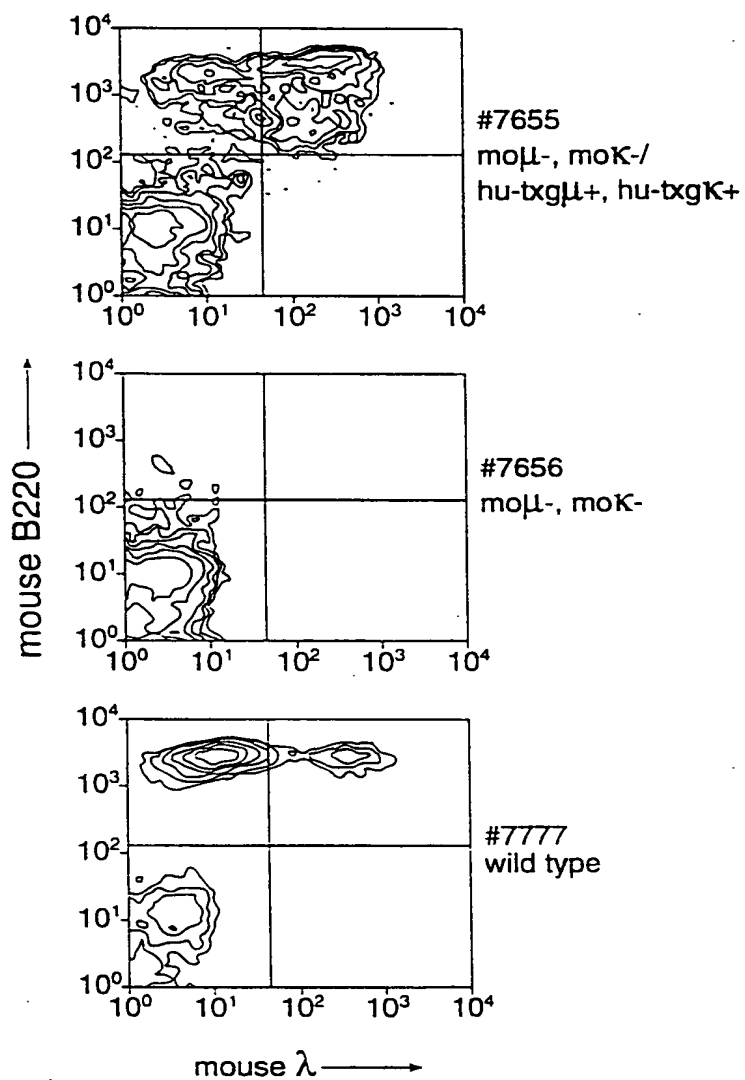 10⁴
10³
10²
10¹
10⁰
10⁰ 10¹ 10² 10³ 10⁴
#7655
moμ-, moκ-/
hu-txgμ+, hu-txgκ+
10⁴
10³
10²
10¹
10⁰
10⁰ 10¹ 10² 10³ 10⁴
#7656
moμ-, moκ-
10⁴
10³
10²
10¹
10⁰
10⁰ 10¹ 10² 10³ 10⁴
#7777
wild type
mouse B220
mouse λ